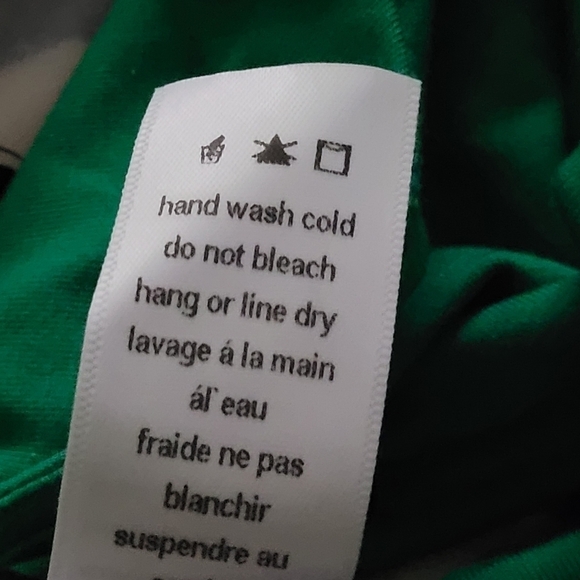 hand wash cold
do not bleach
hang or line dry
lavage á la main
ál' eau
fraide ne pas
blanchir
suspendre au